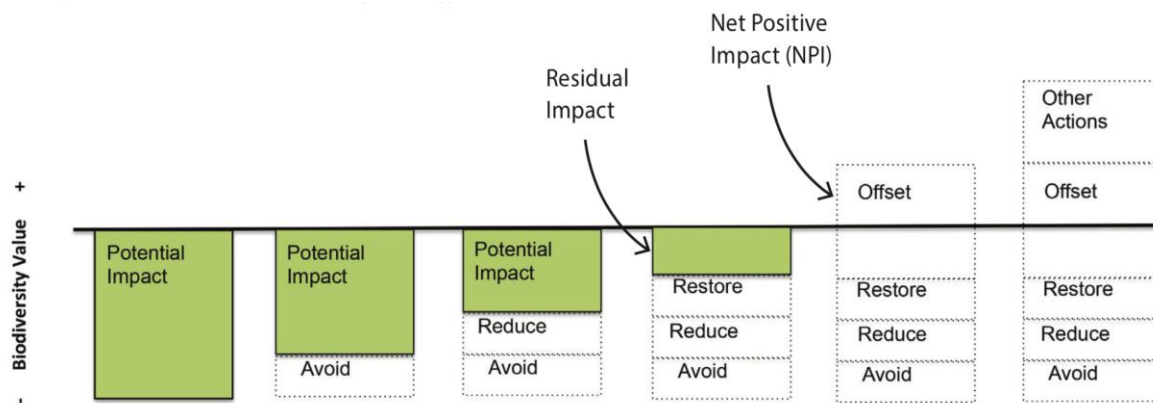 Net Positive
Impact (NPI)
Residual
Impact
Other
Actions
+
Biodiversity Value
-
Potential
Impact
Potential
Impact
Avoid
Potential
Impact
Reduce
Avoid
Restore
Reduce
Avoid
Offset
Restore
Reduce
Avoid
Offset
Restore
Reduce
Avoid